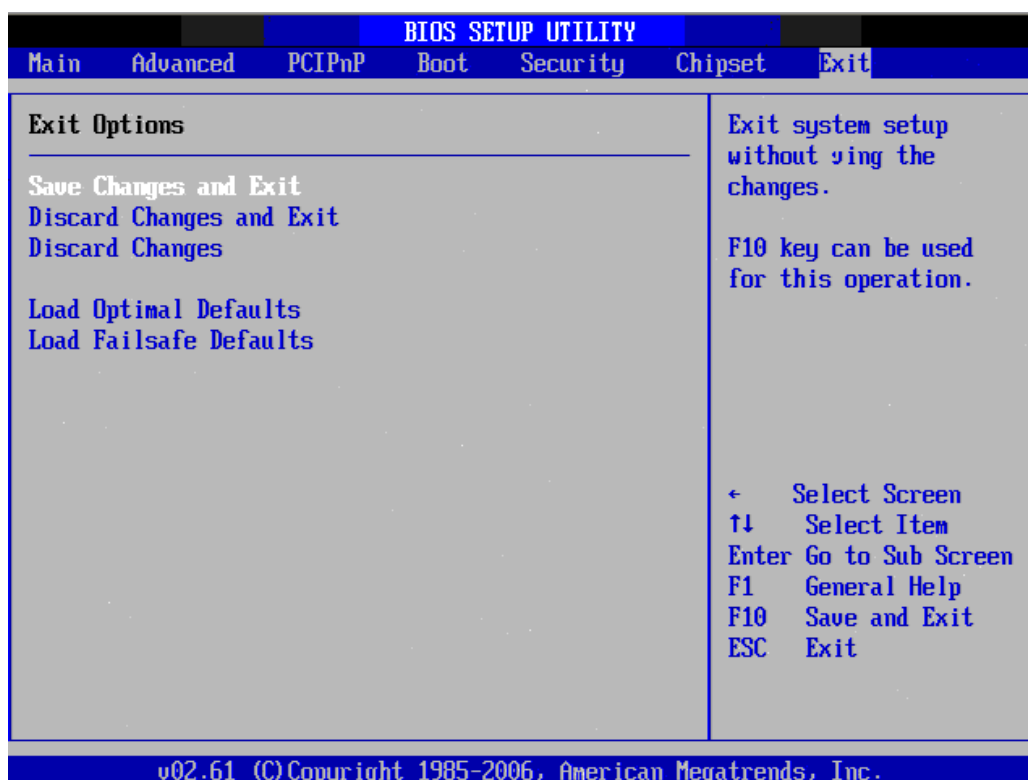 BIOS SETUP UTILITY
Main Advanced PCIPnP Boot Security Chipset Exit
Exit Options
Save Changes and Exit
Discard Changes and Exit
Discard Changes
Load Optimal Defaults
Load Failsafe Defaults
Exit system setup
without ving the
changes.
F10 key can be used
for this operation.
← Select Screen
↑↓ Select Item
Enter Go to Sub Screen
F1 General Help
F10 Save and Exit
ESC Exit
v02.61 (C)Copyright 1985-2006, American Megatrends, Inc.